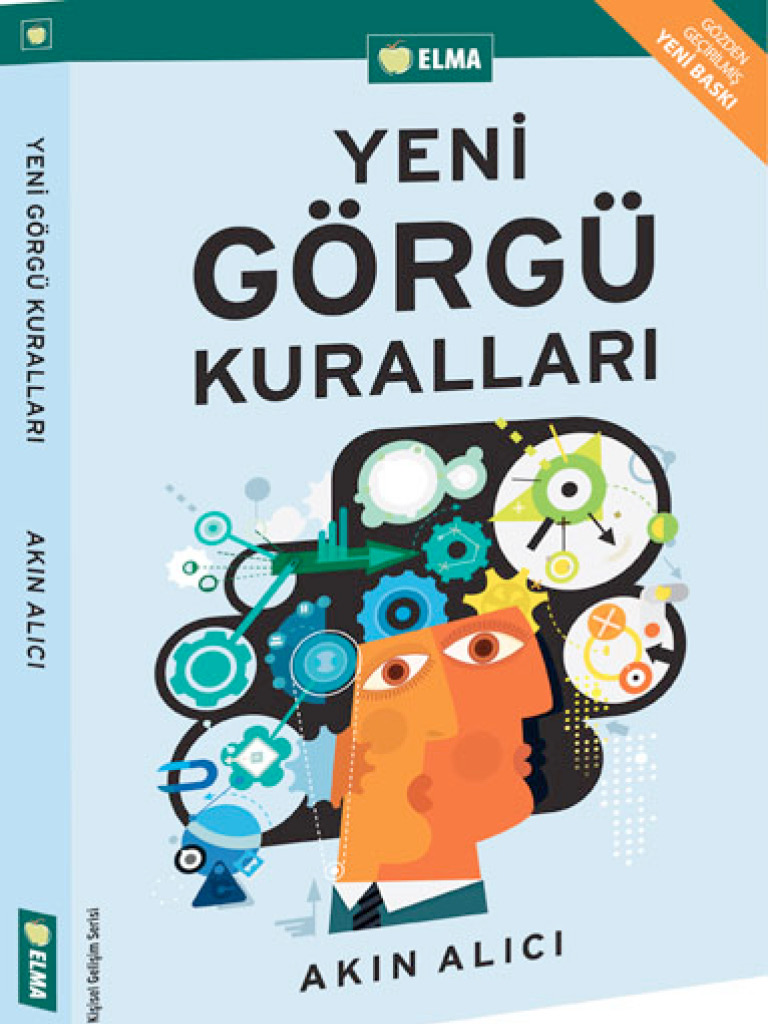 ELMA
GÖZDEN
GEÇİRİLMİŞ
YENİ BASKI
YENİ
GÖRGÜ
KURALLARI
AKIN ALICI
YENİ GÖRGÜ KURALLARI
AKIN ALICI
ELMA
Kişisel Gelişim Serisi